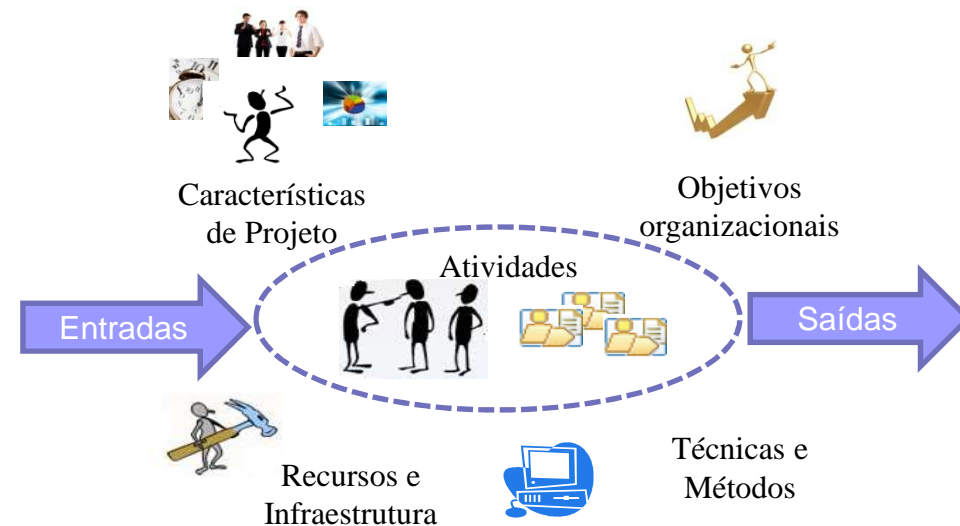 Características
de Projeto
Objetivos
organizacionais
Atividades
Entradas
Saídas
Recursos e
Infraestrutura
Técnicas e
Métodos